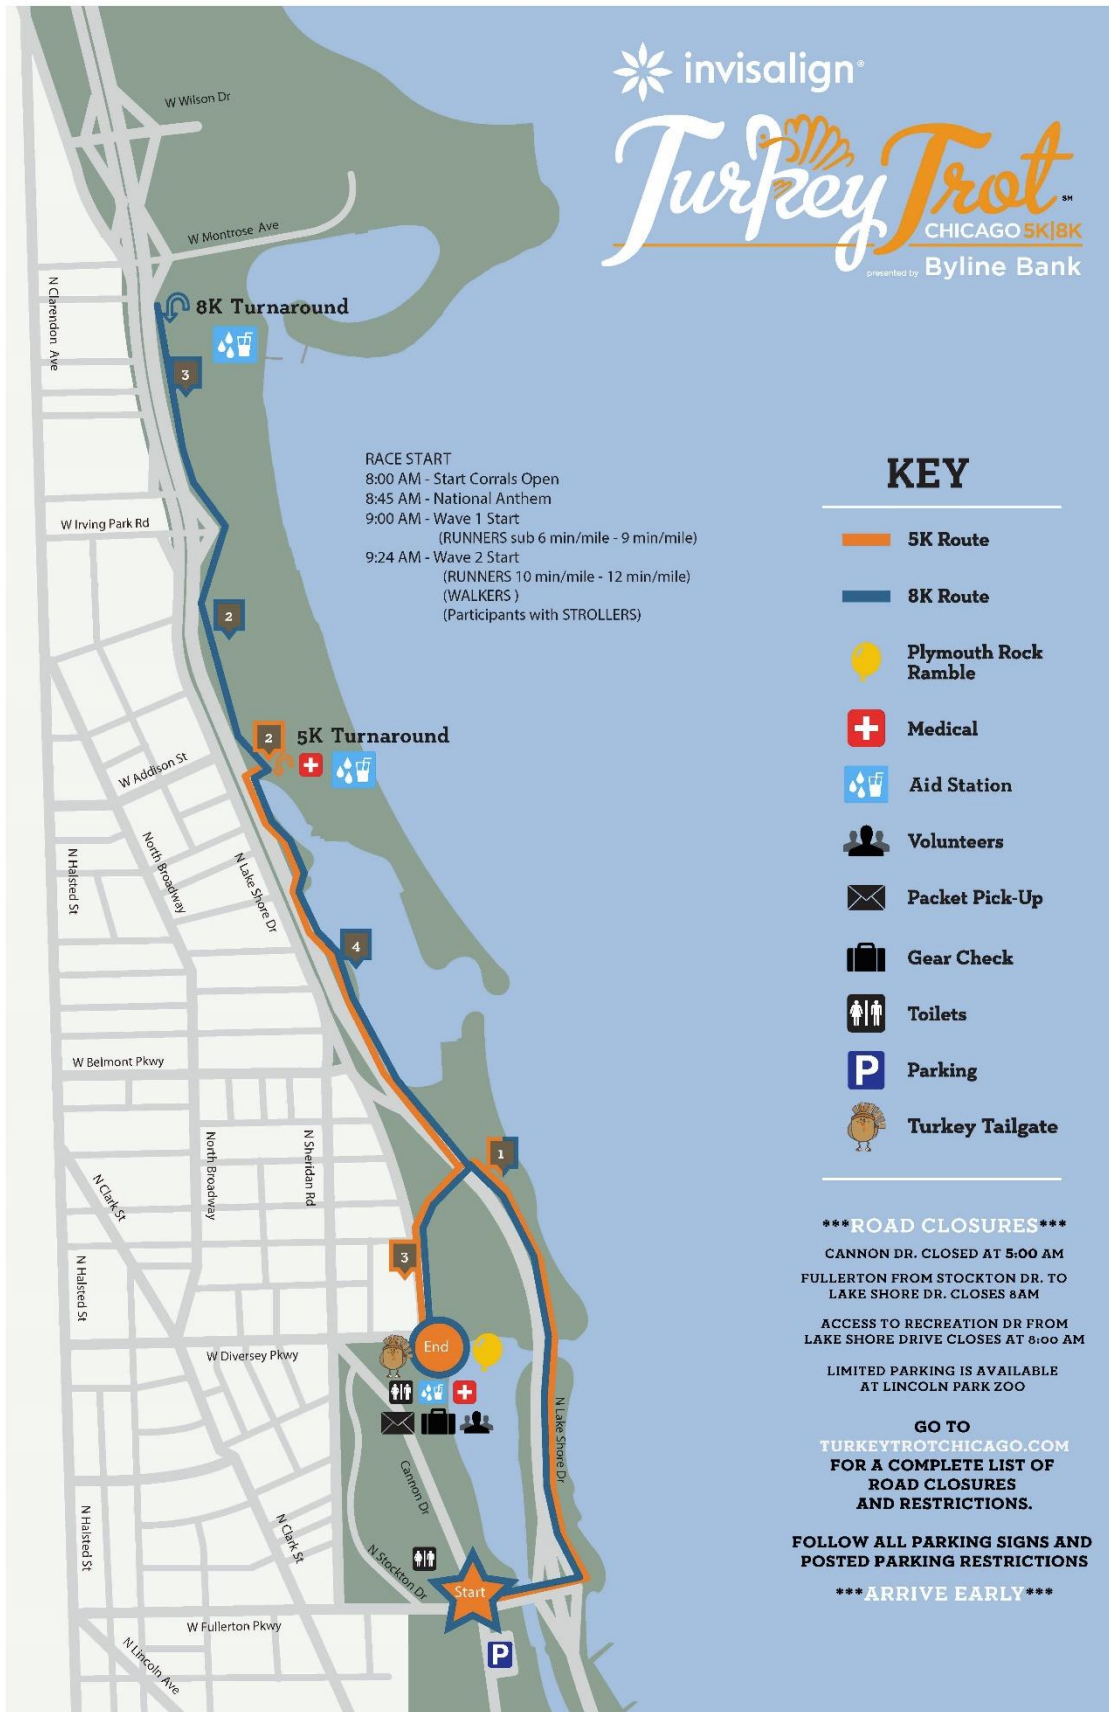 invisalign®
Turkey Trot SM
CHICAGO 5K|8K
presented by Byline Bank
W Wilson Dr
W Montrose Ave
N Clarendon Ave
8K Turnaround
3
RACE START
8:00 AM - Start Corrals Open
8:45 AM - National Anthem
9:00 AM - Wave 1 Start
(RUNNERS sub 6 min/mile - 9 min/mile)
9:24 AM - Wave 2 Start
(RUNNERS 10 min/mile - 12 min/mile)
(WALKERS )
(Participants with STROLLERS)
W Irving Park Rd
2
2
5K Turnaround
W Addison St
North Broadway
N Halsted St
N Lake Shore Dr
4
W Belmont Pkwy
North Broadway
N Sheridan Rd
1
N Clark St
3
N Halsted St
End
W Diversey Pkwy
N Lake Shore Dr
Cannon Dr
N Halsted St
N Clark St
N Stockton Dr
Start
W Fullerton Pkwy
N Lincoln Ave
P
KEY
5K Route
8K Route
Plymouth Rock
Ramble
Medical
Aid Station
Volunteers
Packet Pick-Up
Gear Check
Toilets
P
Parking
Turkey Tailgate
***ROAD CLOSURES***
CANNON DR. CLOSED AT 5:00 AM
FULLERTON FROM STOCKTON DR. TO
LAKE SHORE DR. CLOSES 8AM
ACCESS TO RECREATION DR FROM
LAKE SHORE DRIVE CLOSES AT 8:00 AM
LIMITED PARKING IS AVAILABLE
AT LINCOLN PARK ZOO
GO TO
TURKEYTROTCHICAGO.COM
FOR A COMPLETE LIST OF
ROAD CLOSURES
AND RESTRICTIONS.
FOLLOW ALL PARKING SIGNS AND
POSTED PARKING RESTRICTIONS
***ARRIVE EARLY***